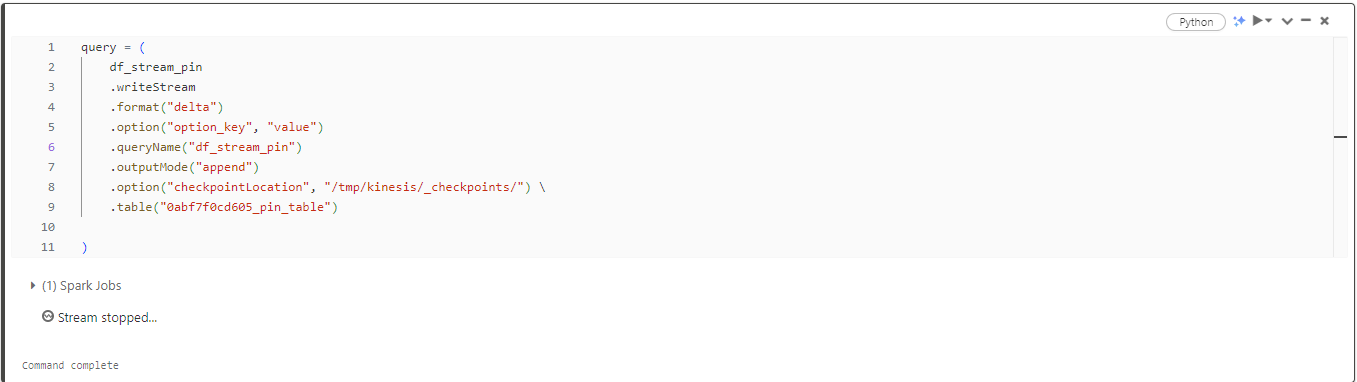 Python
1 query = (
2 df_stream_pin
3 .writeStream
4 .format("delta")
5 .option("option_key", "value")
6 .queryName("df_stream_pin")
7 .outputMode("append")
8 .option("checkpointLocation", "/tmp/kinesis/_checkpoints/") \
9 .table("0abf7f0cd605_pin_table")
10
11 )
(1) Spark Jobs
Stream stopped...
Command complete